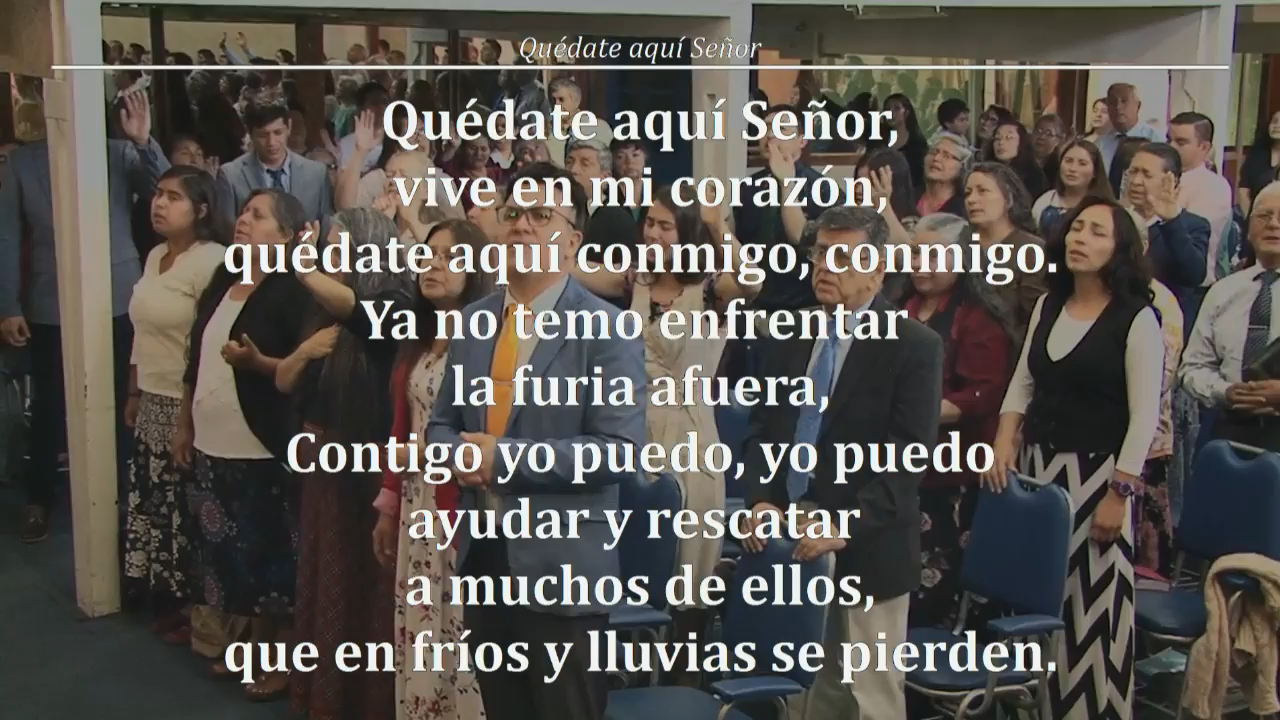 Quédate aquí Señor
Quédate aquí Señor,
vive en mi corazón,
quédate aquí conmigo, conmigo.
Ya no temo enfrentar
la furia afuera,
Contigo yo puedo, yo puedo
ayudar y rescatar
a muchos de ellos,
que en fríos y lluvias se pierden.